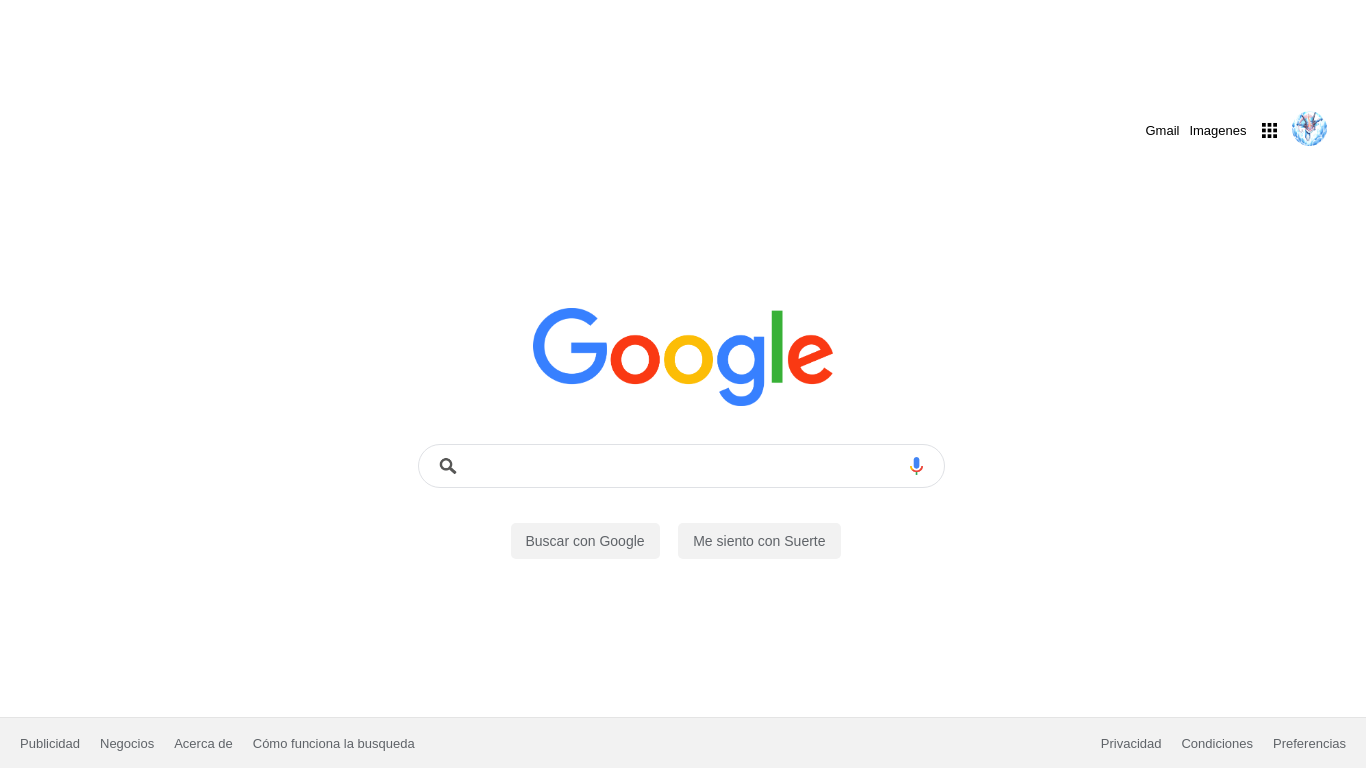 Gmail Imagenes
Google
Buscar con Google Me siento con Suerte
Publicidad Negocios Acerca de Cómo funciona la busqueda Privacidad Condiciones Preferencias